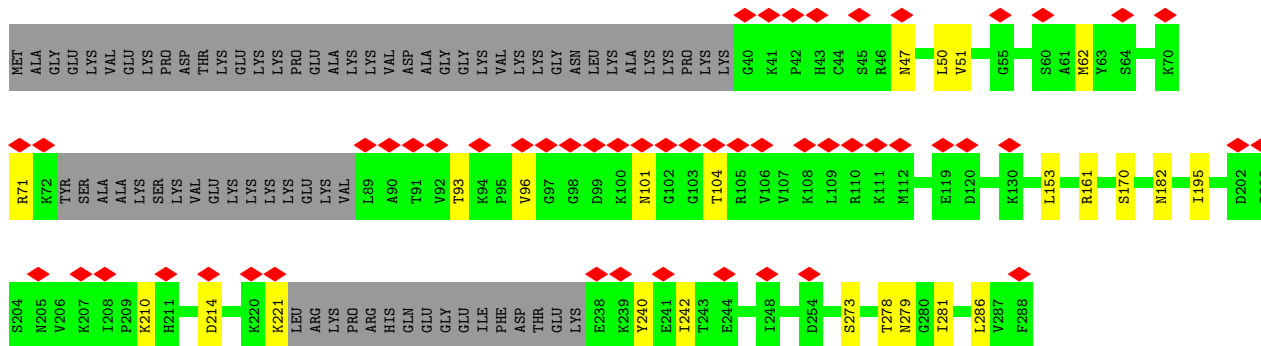 MET ALA GLY GLU LYS VAL GLU LYS PRO ASP THR LYS GLU LYS LYS PRO GLU ALA LYS LYS VAL ASP ALA GLY GLY LYS VAL LYS LYS GLY ASN LEU LYS ALA LYS LYS PRO LYS LYS G40 K41 P42 H43 C44 S45 R46 N47 L50 V51 G55 S60 A61 M62 Y63 S64 K70
R71 K72 TYR SER ALA ALA LYS SER LYS VAL GLU LYS LYS LYS LYS GLU LYS VAL L89 A90 T91 V92 T93 K94 P95 V96 G97 G98 D99 K100 N101 G102 G103 T104 R105 V106 V107 K108 L109 R110 K111 M112 E119 D120 K130 L153 R161 S170 N182 I195 D202
S204 N205 V206 K207 I208 P209 K210 H211 D214 K220 K221 LEU ARG LYS PRO ARG HIS GLN GLU GLY GLU ILE PHE ASP THR GLU LYS E238 K239 Y240 E241 I242 T243 E244 I248 D254 S273 T278 N279 G280 I281 L286 V287 F288